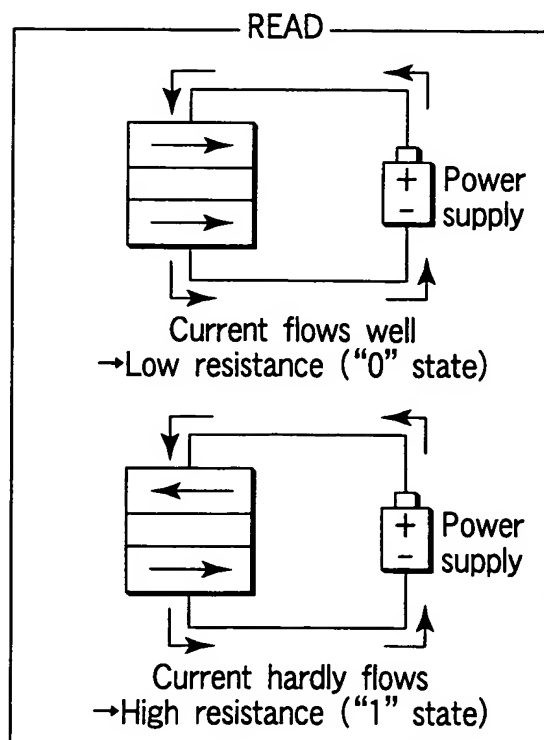 READ
+
-
Power
supply
Current flows well
→Low resistance (“0” state)
+
-
Power
supply
Current hardly flows
→High resistance (“1” state)